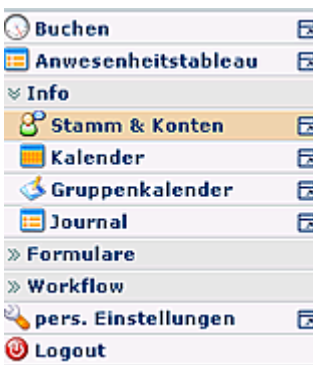 Buchen
Anwesenheitstableau
Info
Stamm & Konten
Kalender
Gruppenkalender
Journal
Formulare
Workflow
pers. Einstellungen
Logout